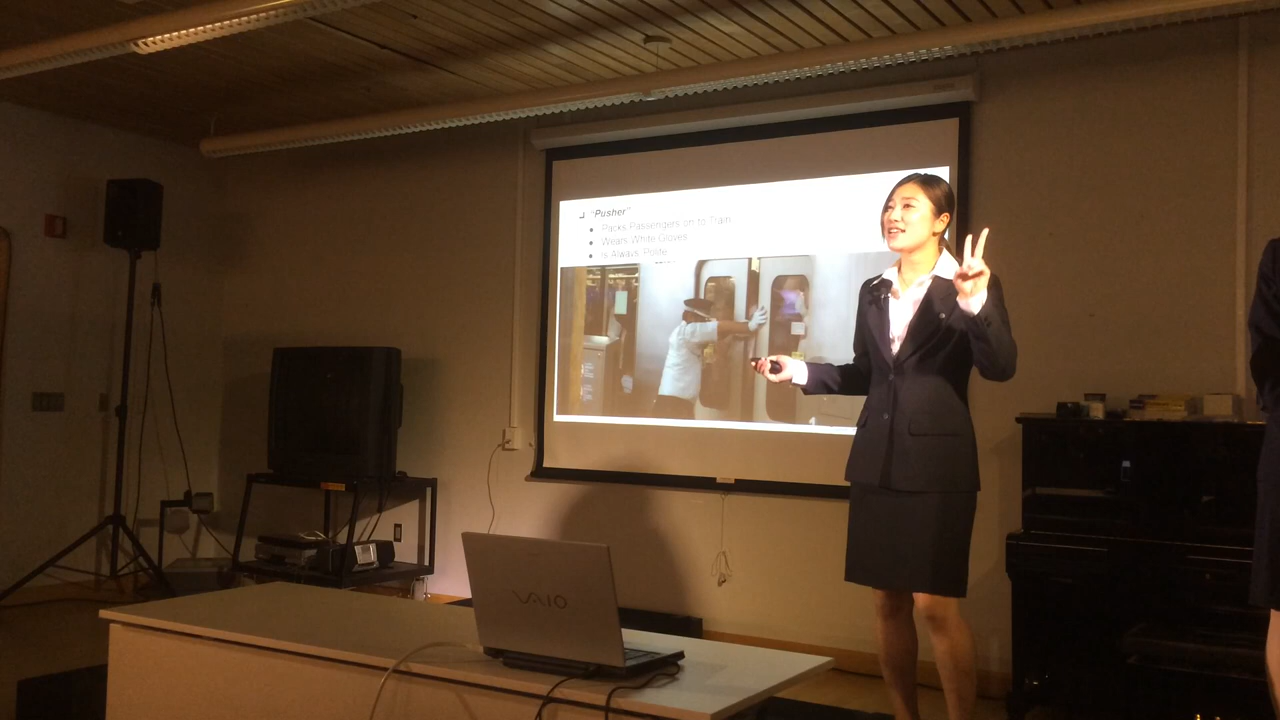 "Pusher"
Packs Passengers on to Train
Wears White Gloves
Is Always Polite
VAIO